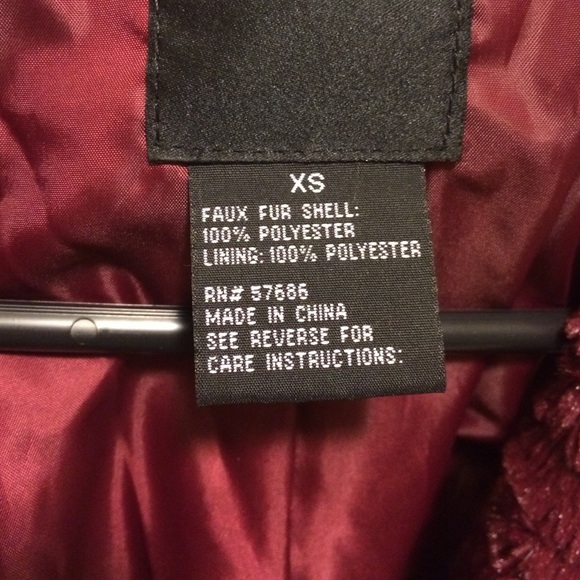 XS
FAUX FUR SHELL:
100% POLYESTER
LINING: 100% POLYESTER
RN# 57686
MADE IN CHINA
SEE REVERSE FOR
CARE INSTRUCTIONS: